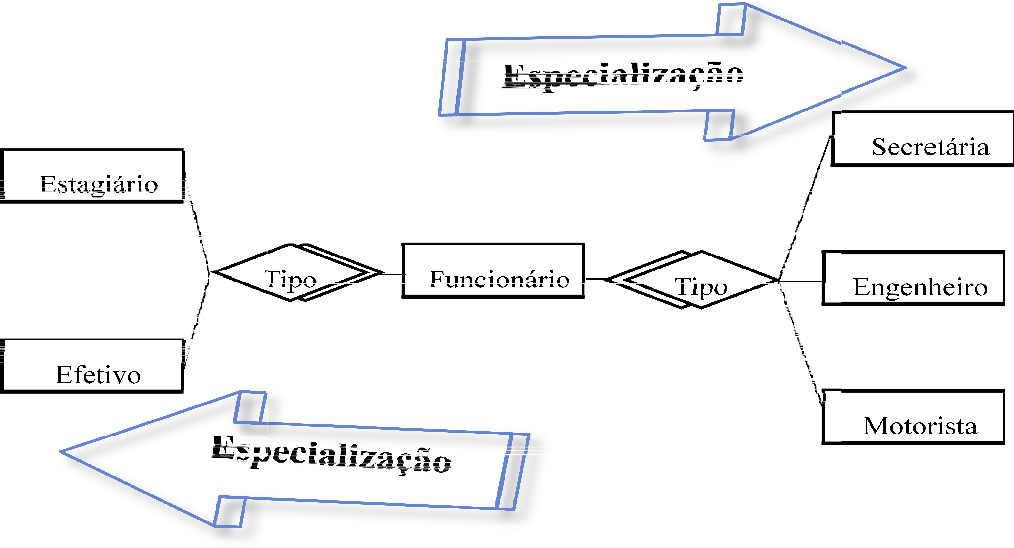 Especialização
Secretária
Estagiário
Tipo
Funcionário
Tipo
Engenheiro
Efetivo
Motorista
Especialização